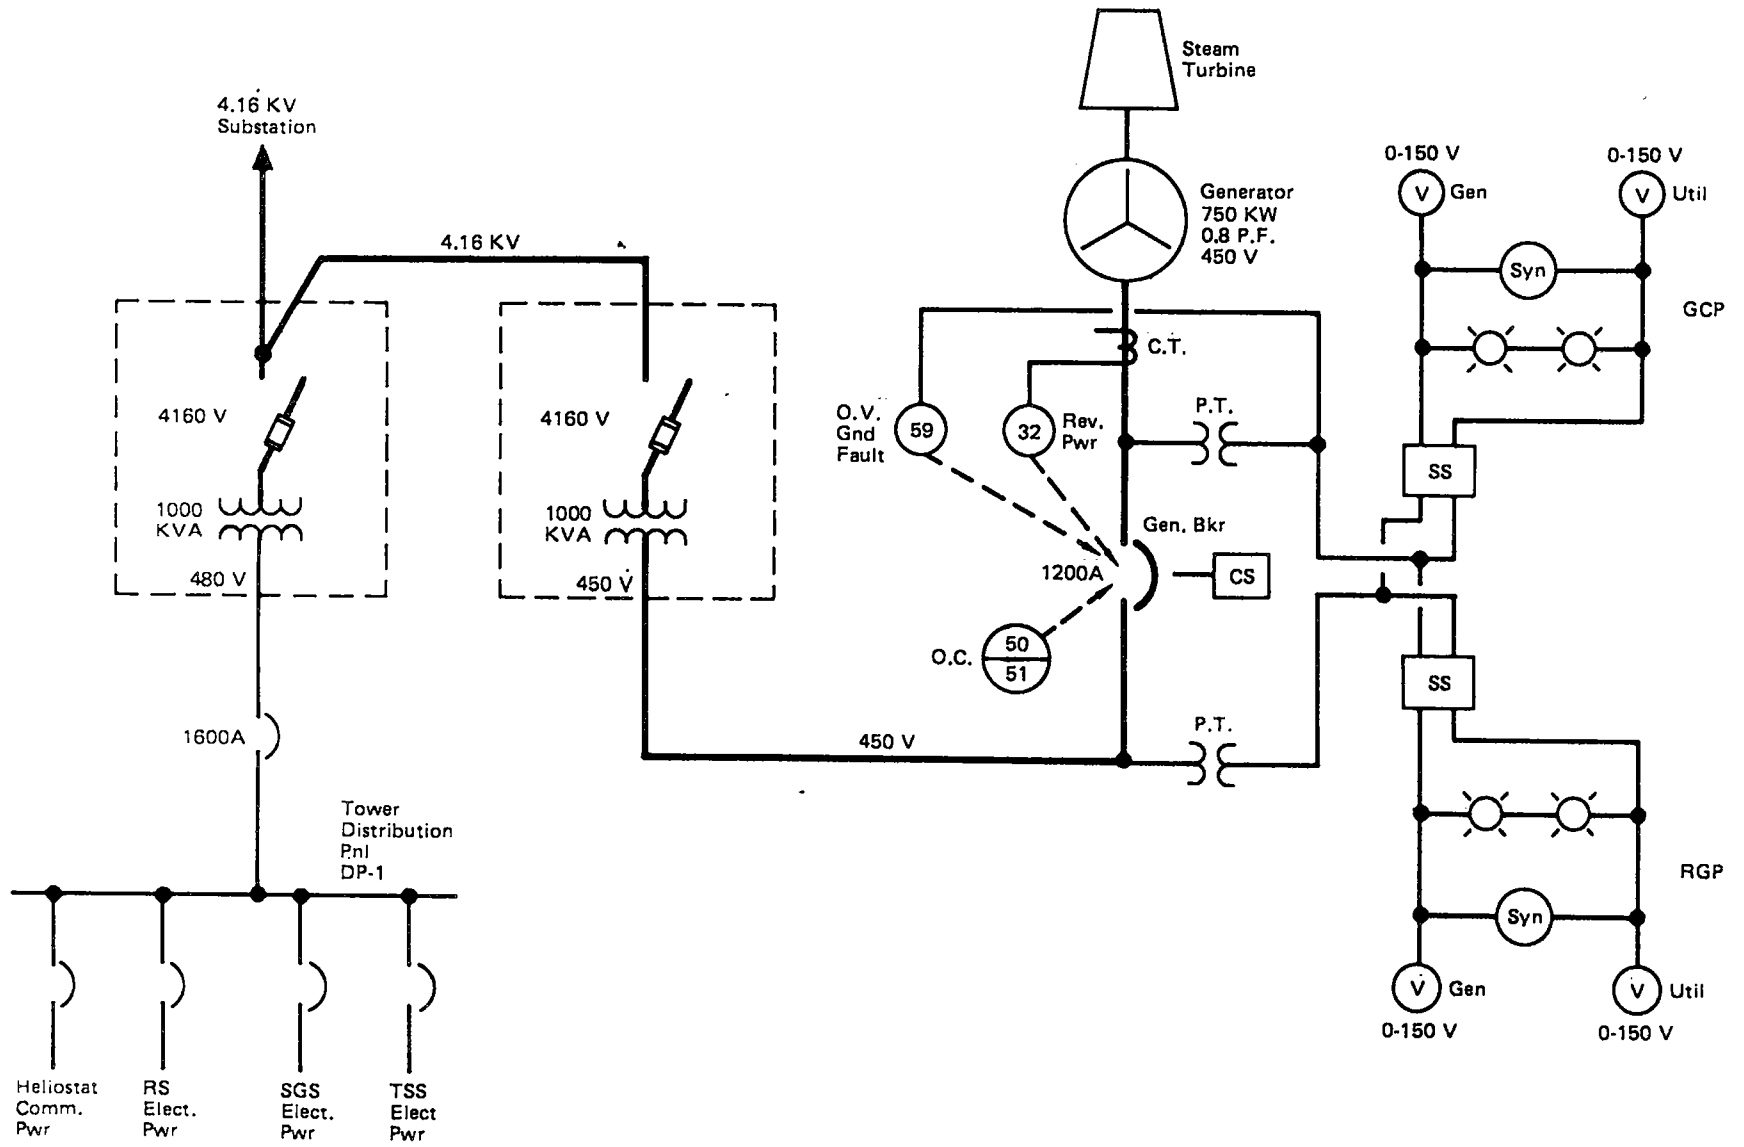 Steam
Turbine
4.16 KV
Substation
4.16 KV
Generator
750 KW
0.8 P.F.
450 V
0-150 V
V
Gen
0-150 V
V
Util
Syn
GCP
C.T.
4160 V
4160 V
O.V.
Gnd
Fault
59
32
Rev.
Pwr
P.T.
SS
1000
KVA
480 V
1000
KVA
450 V
Gen. Bkr
1200A
CS
O.C.
50
51
SS
1600A
450 V
P.T.
Tower
Distribution
Pnl
DP-1
RGP
Syn
V
Gen
0-150 V
V
Util
0-150 V
Heliostat
Comm.
Pwr
RS
Elect.
Pwr
SGS
Elect.
Pwr
TSS
Elect
Pwr